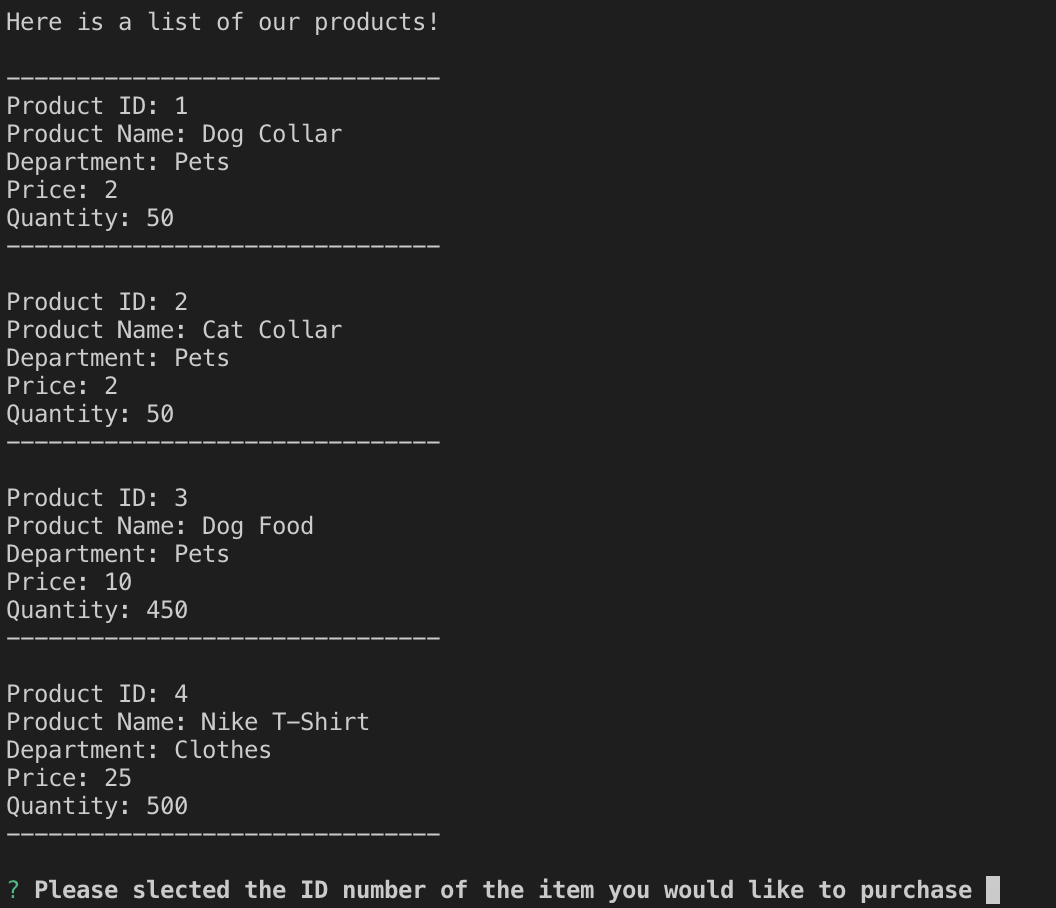 Here is a list of our products!
-------------------------------
Product ID: 1
Product Name: Dog Collar
Department: Pets
Price: 2
Quantity: 50
-------------------------------
Product ID: 2
Product Name: Cat Collar
Department: Pets
Price: 2
Quantity: 50
-------------------------------
Product ID: 3
Product Name: Dog Food
Department: Pets
Price: 10
Quantity: 450
-------------------------------
Product ID: 4
Product Name: Nike T-Shirt
Department: Clothes
Price: 25
Quantity: 500
-------------------------------
? Please slected the ID number of the item you would like to purchase